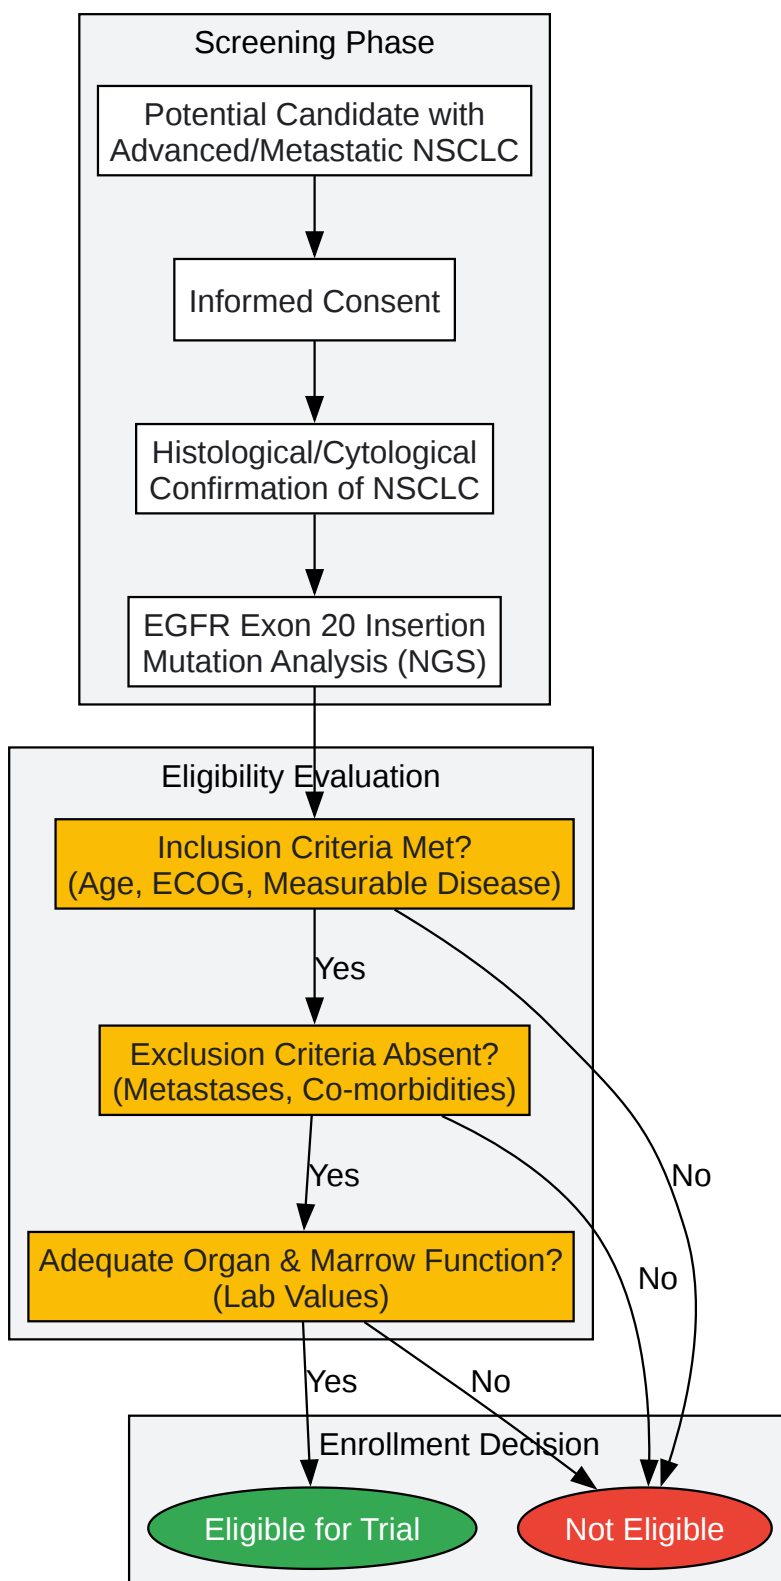 Screening Phase
Potential Candidate with
Advanced/Metastatic NSCLC
Informed Consent
Histological/Cytological
Confirmation of NSCLC
EGFR Exon 20 Insertion
Mutation Analysis (NGS)
Eligibility Evaluation
Inclusion Criteria Met?
(Age, ECOG, Measurable Disease)
Yes
Exclusion Criteria Absent?
(Metastases, Co-morbidities)
Yes
No
Adequate Organ & Marrow Function?
(Lab Values)
No
Yes
No
Enrollment Decision
Eligible for Trial
Not Eligible